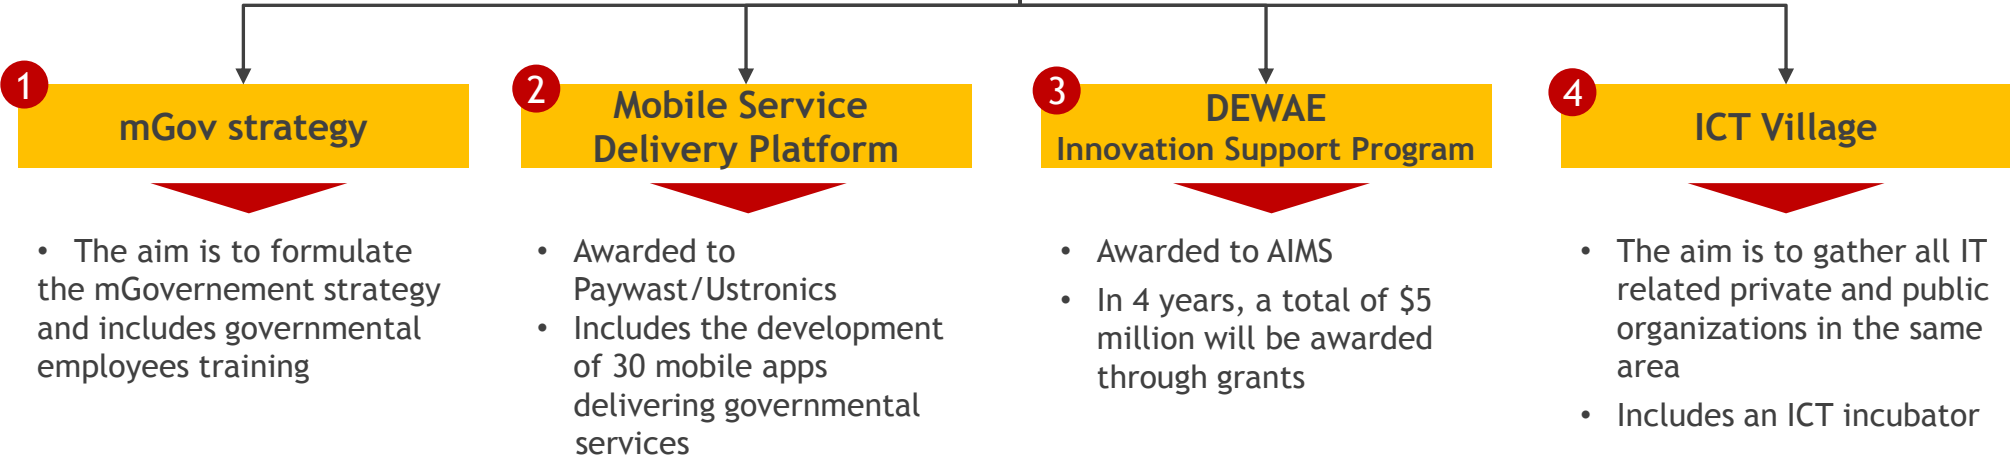 1
mGov strategy
• The aim is to formulate
the mGovernement strategy
and includes governmental
employees training
2
Mobile Service
Delivery Platform
• Awarded to
Paywast/Ustronics
• Includes the development
of 30 mobile apps
delivering governmental
services
3
DEWAE
Innovation Support Program
• Awarded to AIMS
• In 4 years, a total of $5
million will be awarded
through grants
4
ICT Village
• The aim is to gather all IT
related private and public
organizations in the same
area
• Includes an ICT incubator